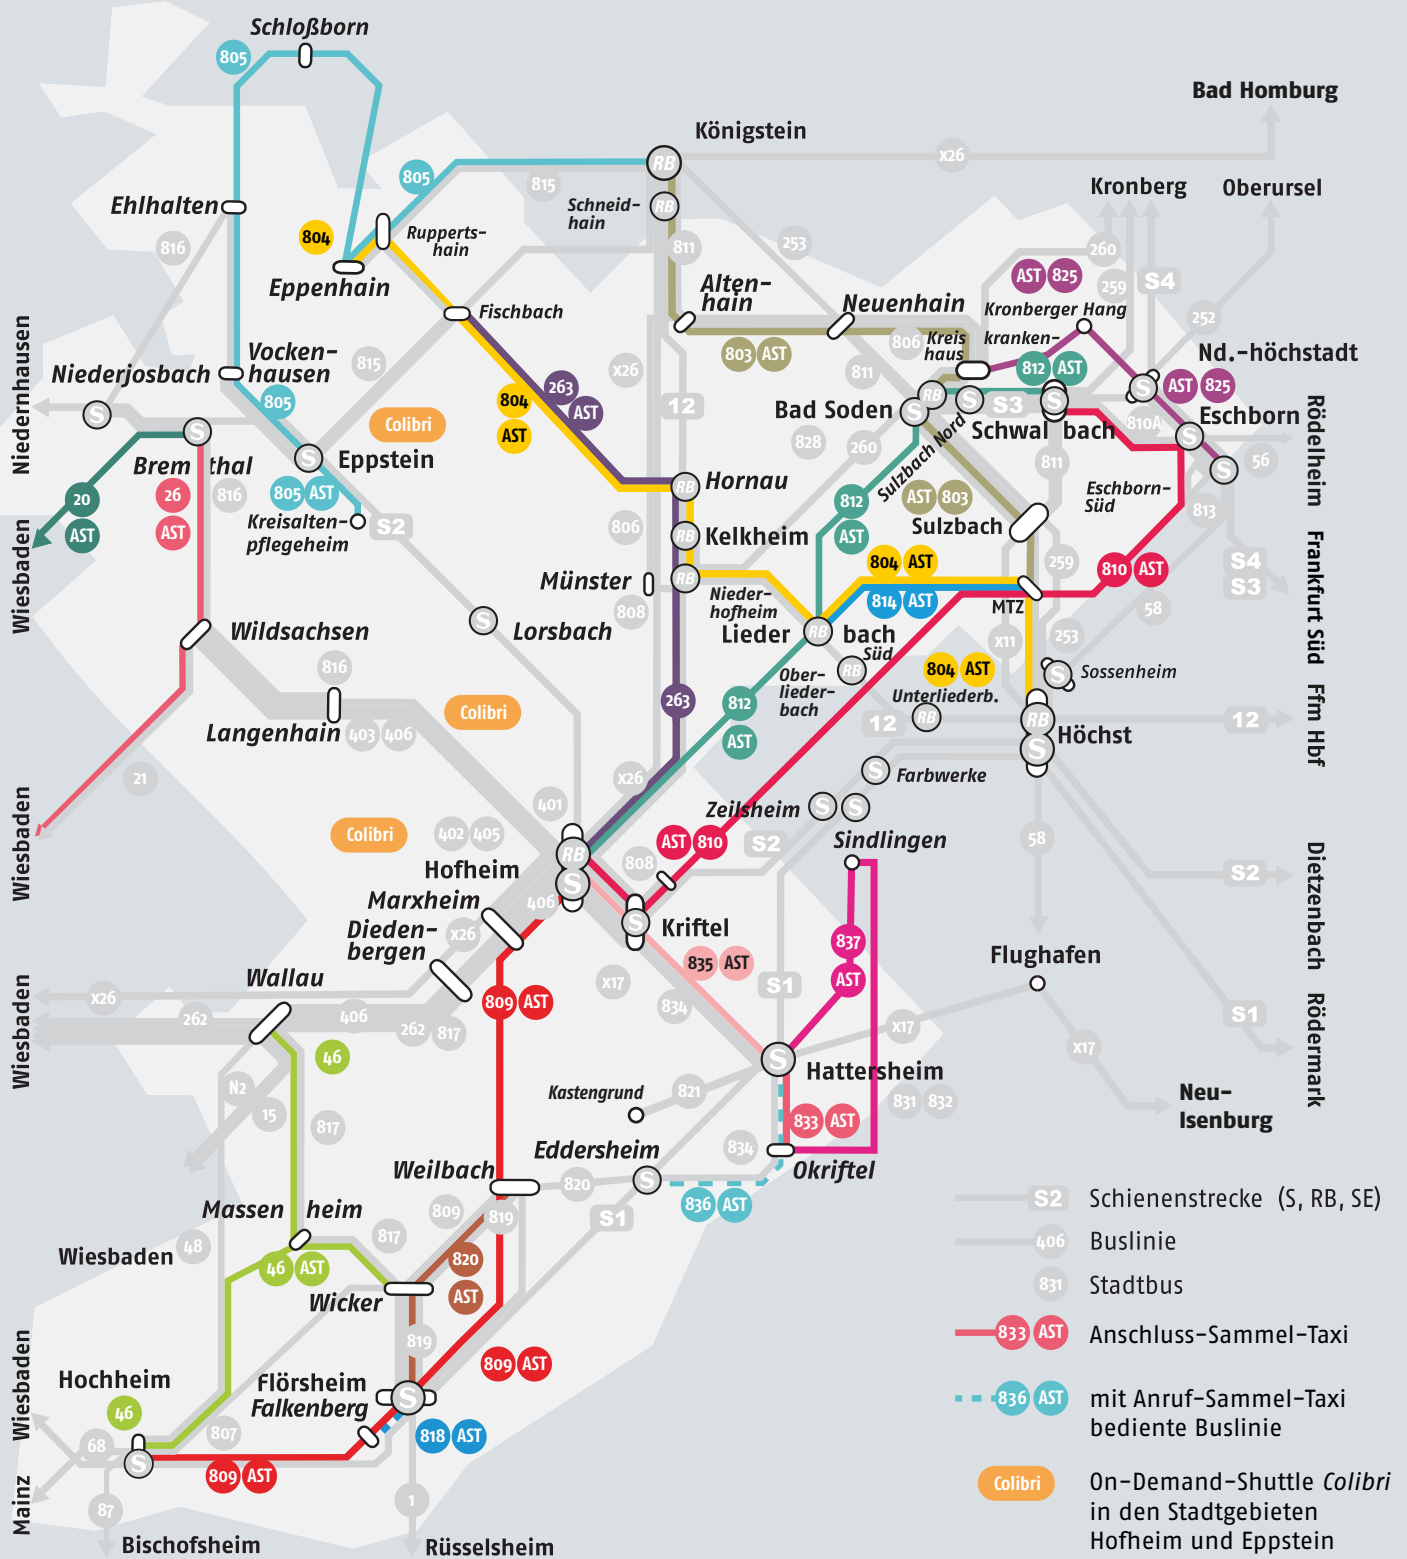 Schloßborn
805
Bad Homburg
Königstein
RB
x26
805
815
Kronberg
Oberursel
Ehlhalten
816
804
Rupperts-
hain
Schneid-
hain
RB
811
253
260
AST 825
259
S4
Eppenhain
Alten-
hain
Neuenhain
Kronberger Hang
252
Fischbach
Niedernhausen
Vocken-
hausen
Niederjosbach
815
x26
803 AST
806
Kreis
haus
kranken-
812 AST
Nd.-höchstadt
AST 825
811
S
805
263
AST
804
AST
12
Bad Soden
RB
S
S
S3
S
Schwal bach
810A
S
Eschborn
Rödelheim
Colibri
S
Eppstein
828
260
Sulzbach Nord
S
56
S
Bremthal
26
AST
816
805 AST
Kreisalten-
pflegeheim
S2
RB
Hornau
811
Eschborn-
Süd
813
20
AST
Wiesbaden
806
RB
Kelkheim
812
AST
AST 803
Sulzbach
S4
S3
Frankfurt Süd
Münster
808
RB
Nieder-
hofheim
804 AST
814 AST
259
810 AST
MTZ
58
S
Lorsbach
Wildsachsen
Lieder bach
RB
Süd
x11
253
816
RB
Ober-
lieder-
bach
804 AST
Unterliederb.
S
Sossenheim
Langenhain
403 406
Colibri
263
812
AST
12
RB
RB
S
Höchst
12
Ffm Hbf
21
x26
S
Farbwerke
Wiesbaden
Colibri
402 405
401
Zeilsheim
S
S
Sindlingen
58
Hofheim
RB
S
808
AST 810
S2
S2
Dietzenbach
Marxheim
406
S
Kriftel
Dieden-
bergen
x26
837
AST
Flughafen
Wallau
835 AST
x17
S1
834
Wiesbaden
x26
262
406
262
817
809 AST
x17
S1
Rödermark
46
x17
S
Hattersheim
N2
15
817
Kastengrund
821
831 832
Neu-
Isenburg
833 AST
Eddersheim
834
Weilbach
820
S
Okriftel
836 AST
S2
Schienenstrecke (S, RB, SE)
Massen heim
809
819
S1
406
Buslinie
Wiesbaden
48
817
46 AST
820
AST
831
Stadtbus
Wicker
819
833 AST
Anschluss-Sammel-Taxi
Wiesbaden
Hochheim
46
Flörsheim
Falkenberg
S
809 AST
836 AST
mit Anruf-Sammel-Taxi
bediente Buslinie
68
807
818 AST
S
809 AST
Mainz
87
1
Colibri
On-Demand-Shuttle Colibri
in den Stadtgebieten
Hofheim und Eppstein
Bischofsheim
Rüsselsheim